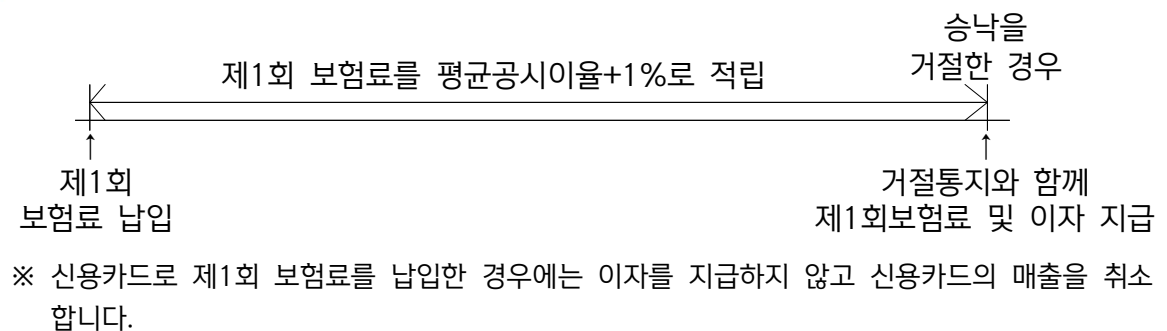 승낙을
거절한 경우
제1회 보험료를 평균공시이율+1%로 적립
제1회
보험료 납입
거절통지와 함께
제1회보험료 및 이자 지급
※ 신용카드로 제1회 보험료를 납입한 경우에는 이자를 지급하지 않고 신용카드의 매출을 취소
합니다.